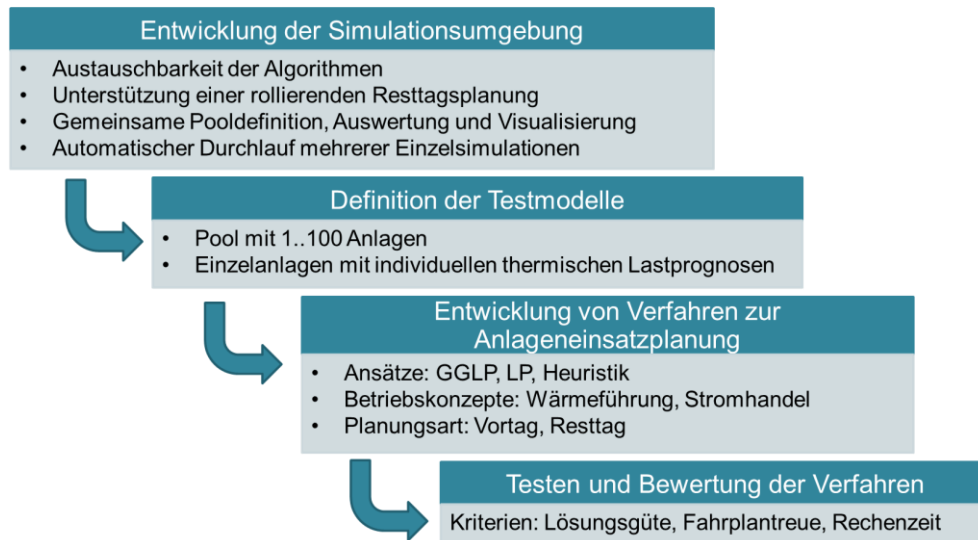 Entwicklung der Simulationsumgebung
• Austauschbarkeit der Algorithmen
• Unterstützung einer rollierenden Resttagsplanung
• Gemeinsame Pooldefinition, Auswertung und Visualisierung
• Automatischer Durchlauf mehrerer Einzelsimulationen
Definition der Testmodelle
• Pool mit 1..100 Anlagen
• Einzelanlagen mit individuellen thermischen Lastprognosen
Entwicklung von Verfahren zur
Anlageneinsatzplanung
• Ansätze: GGLP, LP, Heuristik
• Betriebskonzepte: Wärmeführung, Stromhandel
• Planungsart: Vortag, Resttag
Testen und Bewertung der Verfahren
Kriterien: Lösungsgüte, Fahrplantreue, Rechenzeit